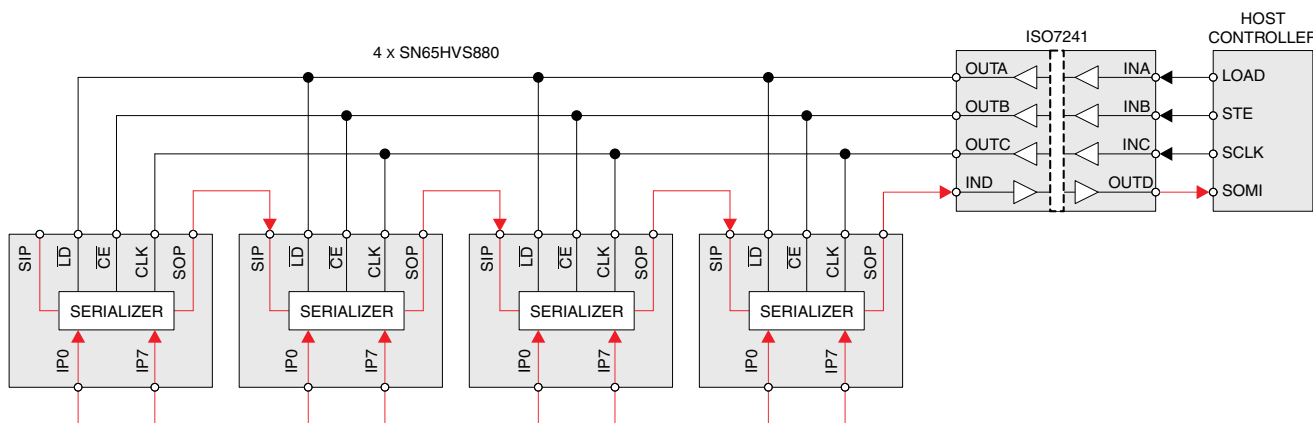 HOST
CONTROLLER
ISO7241
4 x SN65HVS880
OUTA INA LOAD
OUTB INB STE
OUTC INC SCLK
IND OUTD SOMI
SIP LD CE CLK SOP SIP LD CE CLK SOP SIP LD CE CLK SOP SIP LD CE CLK SOP
SERIALIZER SERIALIZER SERIALIZER SERIALIZER
IP0 IP7 IP0 IP7 IP0 IP7 IP0 IP7